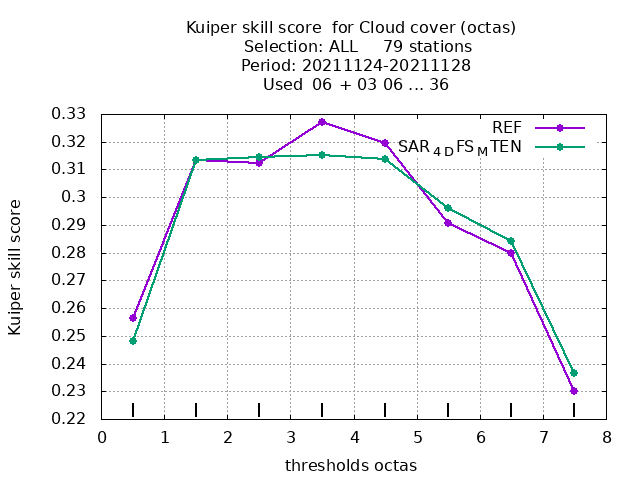 Kuiper skill score  for Cloud cover (octas)
Selection: ALL     79 stations
Period: 20211124-20211128
Used  06 + 03 06 ... 36
REF
SAR4DFSMTEN
Kuiper skill score
0.33
0.32
0.31
0.3
0.29
0.28
0.27
0.26
0.25
0.24
0.23
0.22
0 1 2 3 4 5 6 7 8
thresholds octas